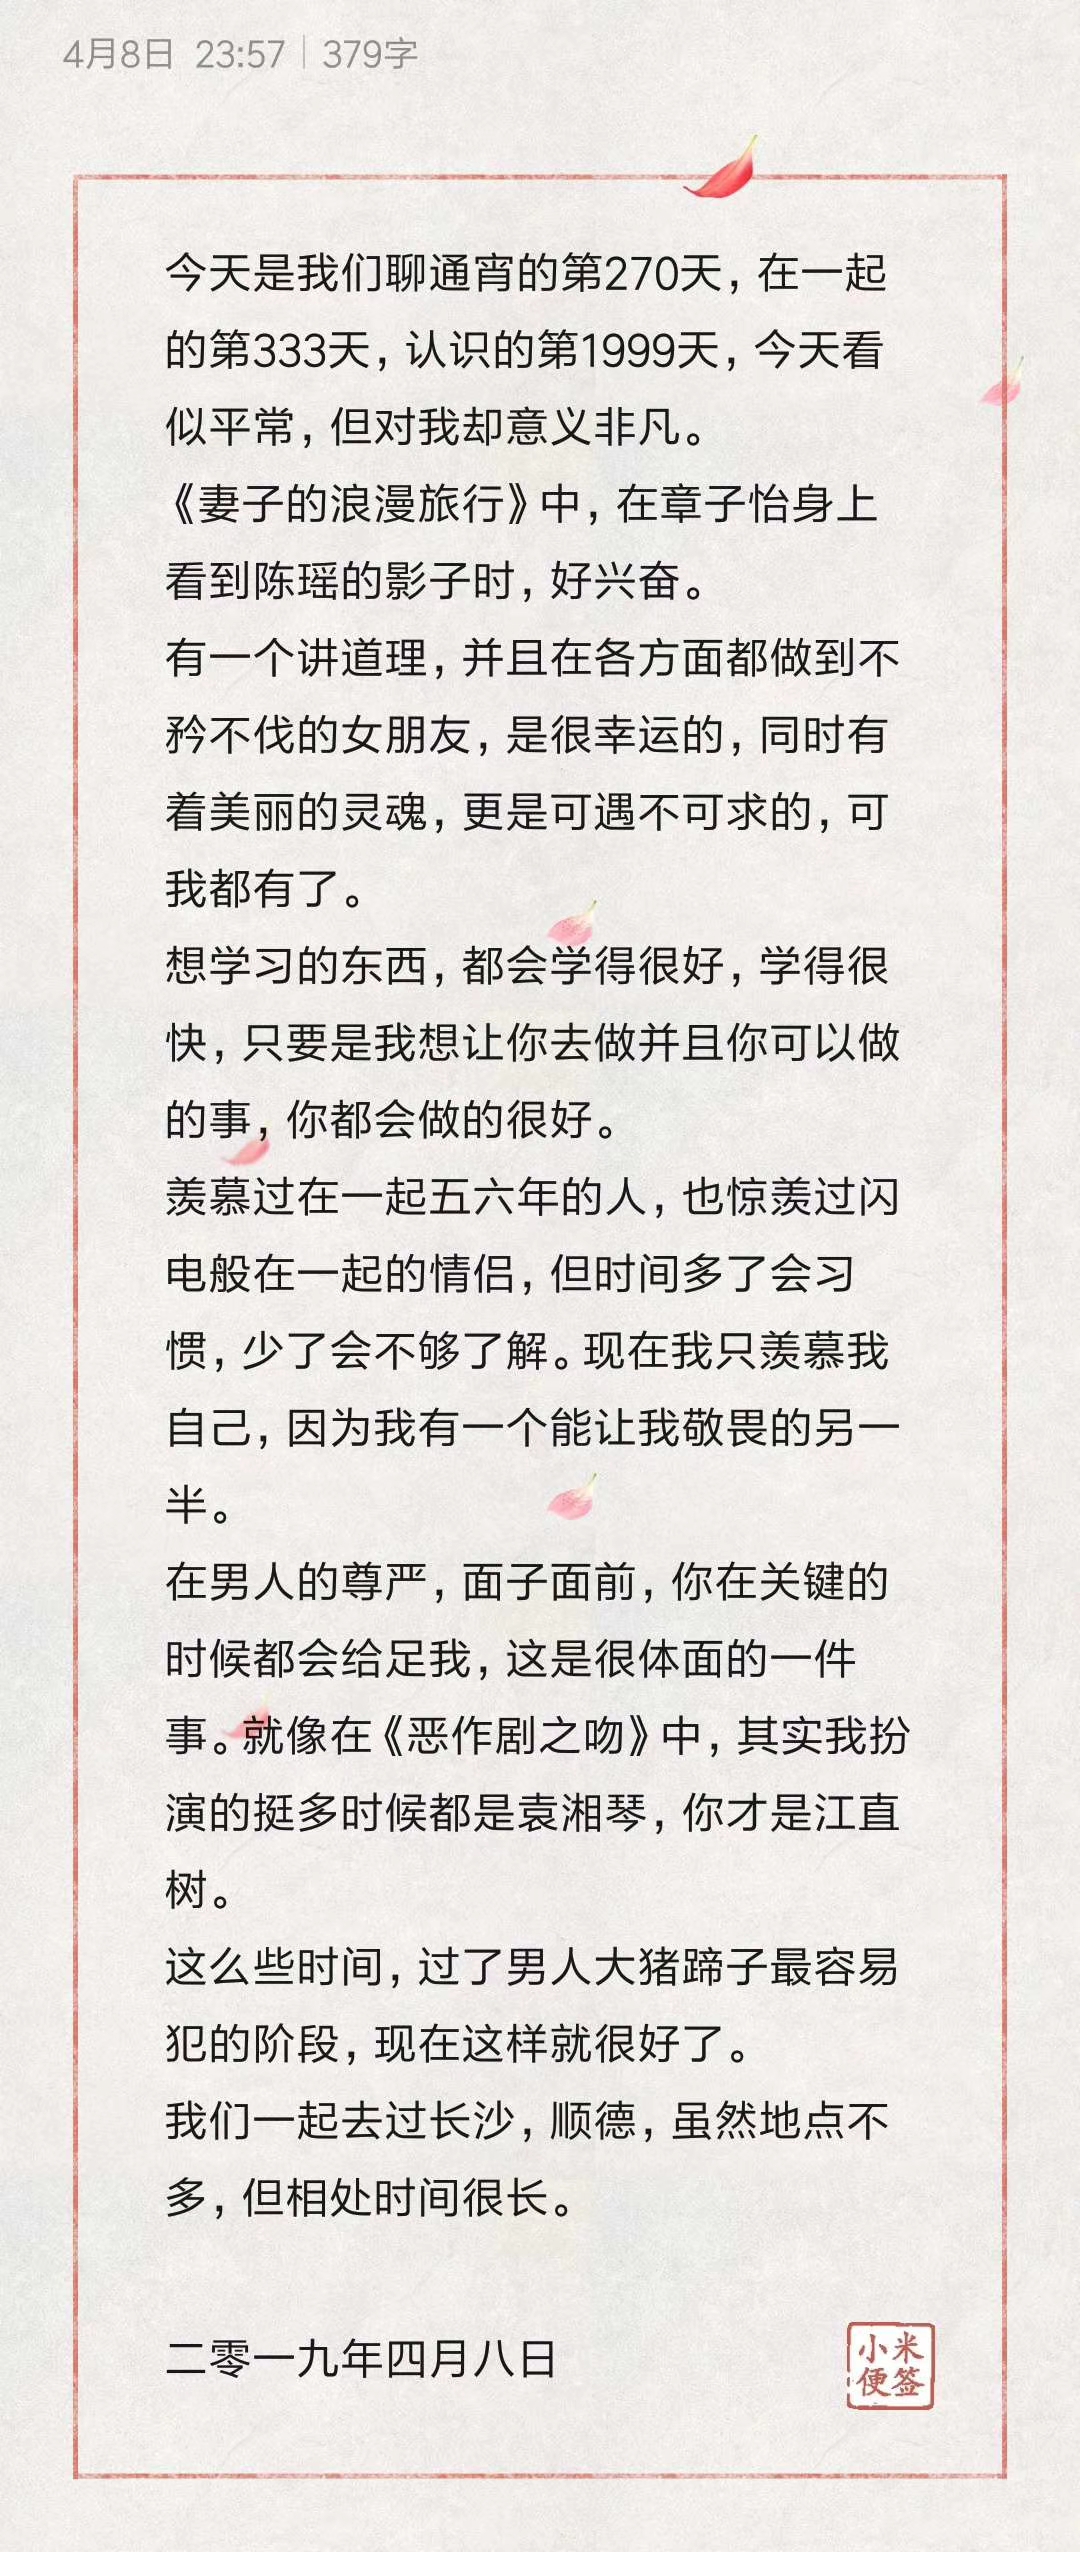 4月8日 23:57 | 379字
今天是我们聊通宵的第270天，在一起
的第333天，认识的第1999天，今天看
似平常，但对我却意义非凡。
《妻子的浪漫旅行》中，在章子怡身上
看到陈瑶的影子时，好兴奋。
有一个讲道理，并且在各方面都做到不
矜不伐的女朋友，是很幸运的，同时有
着美丽的灵魂，更是可遇不可求的，可
我都有了。
想学习的东西，都会学得很好，学得很
快，只要是我想让你去做并且你可以做
的事，你都会做的很好。
羡慕过在一起五六年的人，也惊羡过闪
电般在一起的情侣，但时间多了会习
惯，少了会不够了解。现在我只羡慕我
自己，因为我有一个能让我敬畏的另一
半。
在男人的尊严，面子面前，你在关键的
时候都会给足我，这是很体面的一件
事。就像在《恶作剧之吻》中，其实我扮
演的挺多时候都是袁湘琴，你才是江直
树。
这么些时间，过了男人大猪蹄子最容易
犯的阶段，现在这样就很好了。
我们一起去过长沙，顺德，虽然地点不
多，但相处时间很长。
二零一九年四月八日
小米
便签